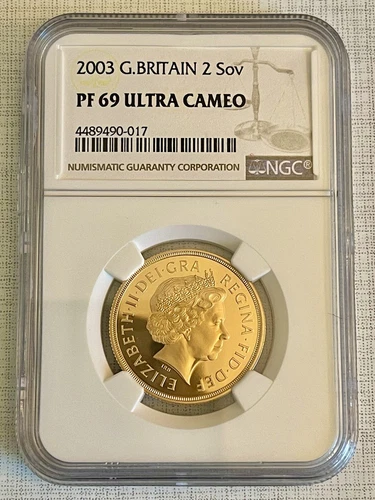 2003 G.BRITAIN 2 Sov
PF 69 ULTRA CAMEO
4489490-017
NUMISMATIC GUARANTY CORPORATION
NGC®
ELIZABETH·II·DEI·GRA
REGINA·FID·DEF
IRB